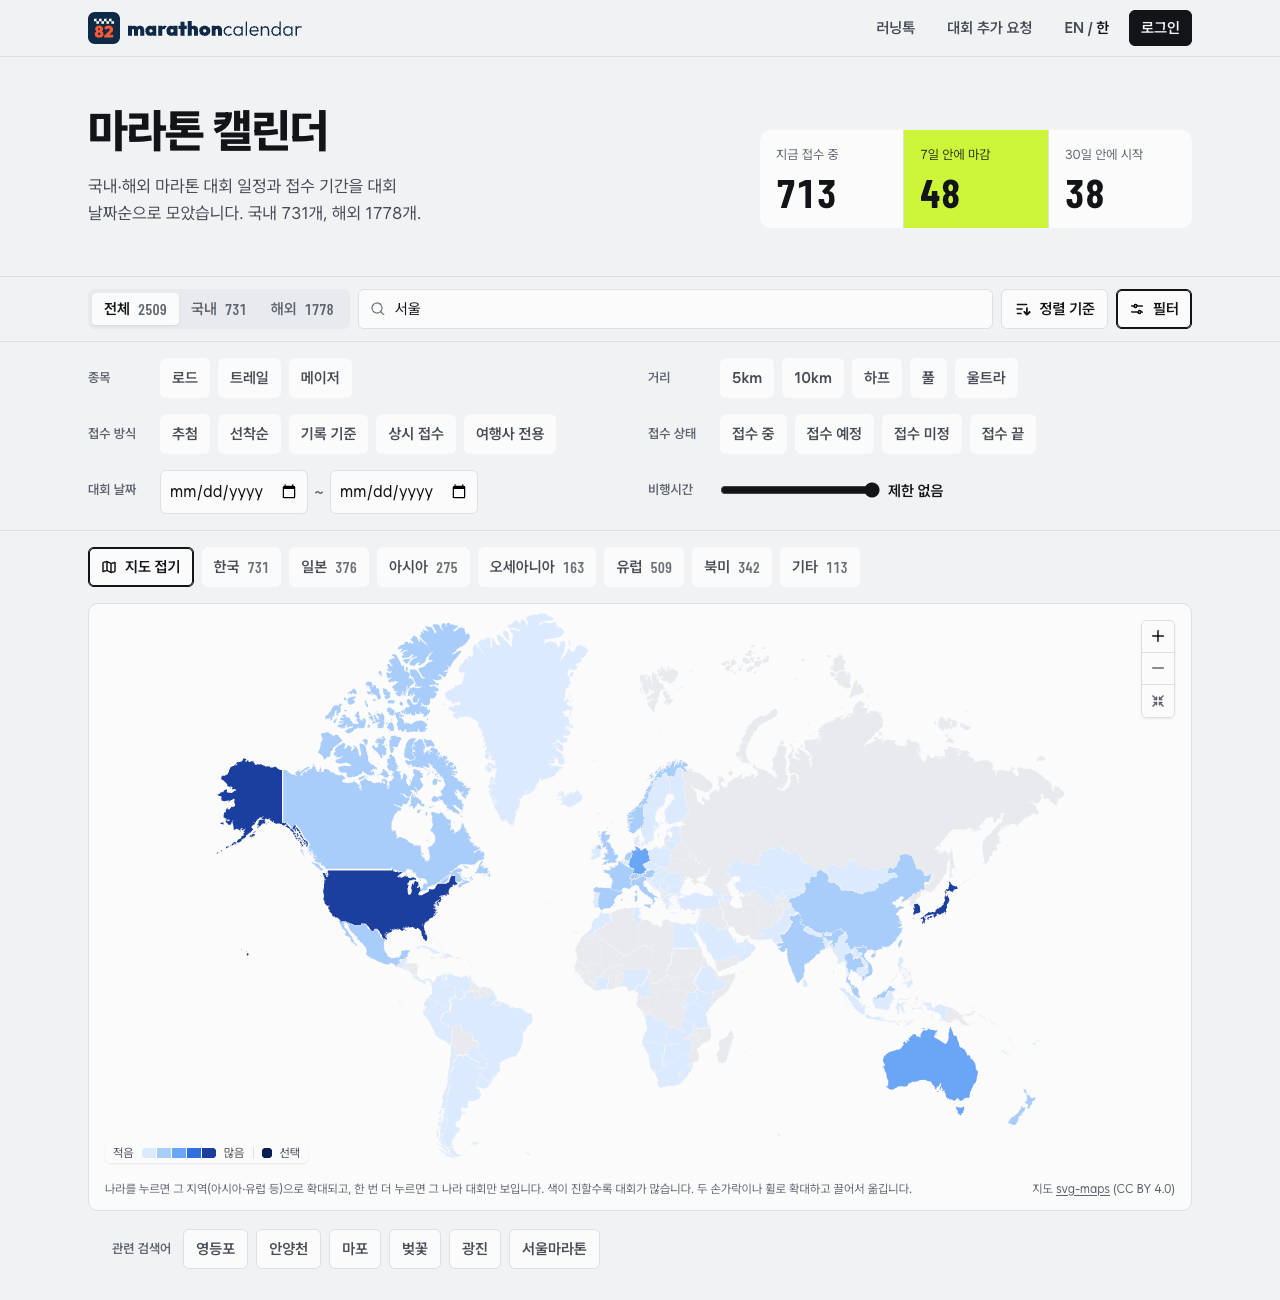 82 marathoncalendar
러닝톡
대회 추가 요청
EN / 한
로그인
마라톤 캘린더
국내·해외 마라톤 대회 일정과 접수 기간을 대회
날짜순으로 모았습니다. 국내 731개, 해외 1778개.
지금 접수 중
713
7일 안에 마감
48
30일 안에 시작
38
전체 2509
국내 731
해외 1778
서울
정렬 기준
필터
종목
로드
트레일
메이저
거리
5km
10km
하프
풀
울트라
접수 방식
추첨
선착순
기록 기준
상시 접수
여행사 전용
접수 상태
접수 중
접수 예정
접수 미정
접수 끝
대회 날짜
mm/dd/yyyy
~
mm/dd/yyyy
비행시간
제한 없음
지도 접기
한국 731
일본 376
아시아 275
오세아니아 163
유럽 509
북미 342
기타 113
적음
많음
선택
나라를 누르면 그 지역(아시아·유럽 등)으로 확대되고, 한 번 더 누르면 그 나라 대회만 보입니다. 색이 진할수록 대회가 많습니다. 두 손가락이나 휠로 확대하고 끌어서 옮깁니다.
지도 svg-maps (CC BY 4.0)
관련 검색어
영등포
안양천
마포
벚꽃
광진
서울마라톤